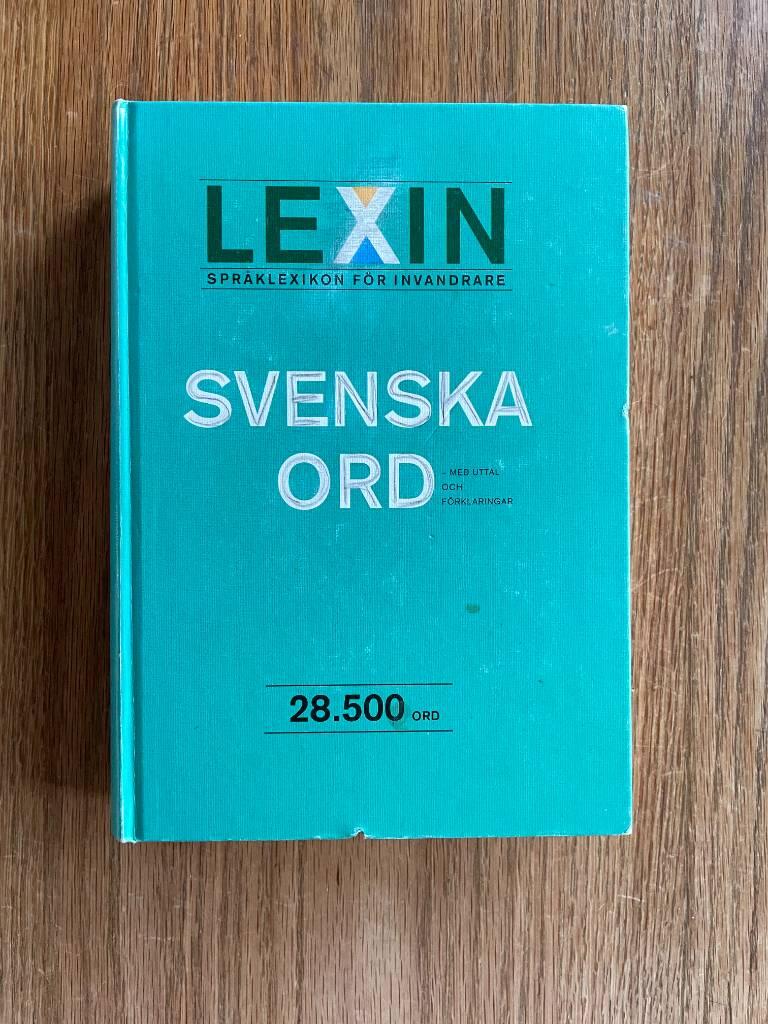 LEXIN
SPRÅKLEXIKON FÖR INVANDRARE
SVENSKA
ORD
– MED UTTAL
OCH
FÖRKLARINGAR
28.500 ORD